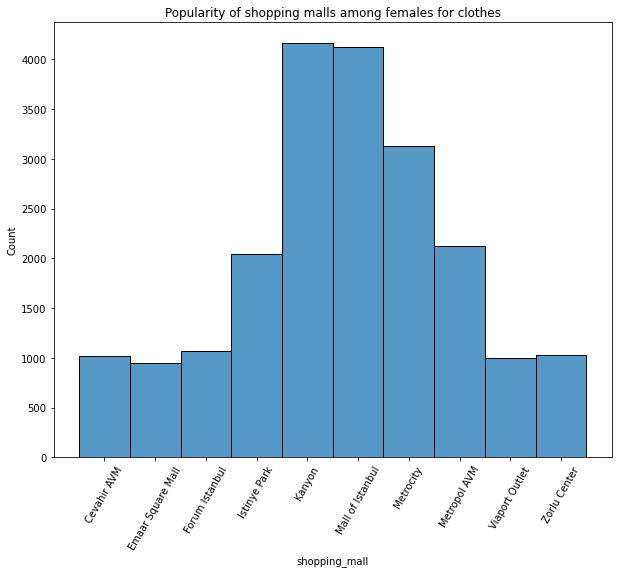 Popularity of shopping malls among females for clothes
4000
3500
3000
2500
2000
1500
1000
500
0
Count
Cevahir AVM
Emaar Square Mall
Forum Istanbul
Istinye Park
Kanyon
Mall of Istanbul
Metrocity
Metropol AVM
Viaport Outlet
Zorlu Center
shopping_mall